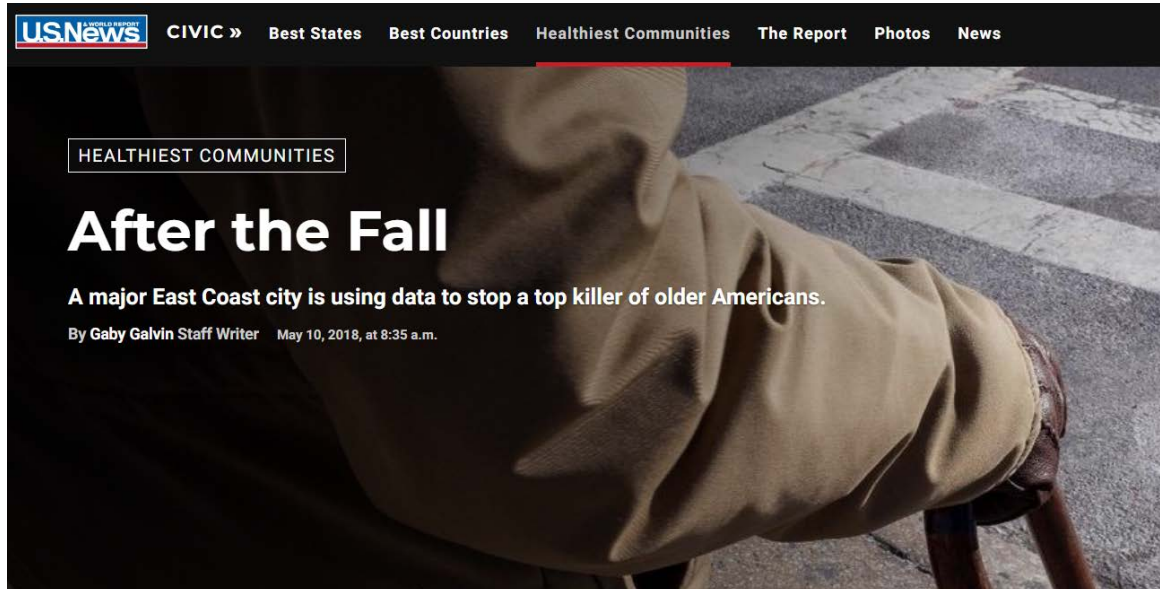 U.S.News
& WORLD REPORT
CIVIC » Best States Best Countries Healthiest Communities The Report Photos News
HEALTHIEST COMMUNITIES
After the Fall
A major East Coast city is using data to stop a top killer of older Americans.
By Gaby Galvin Staff Writer May 10, 2018, at 8:35 a.m.